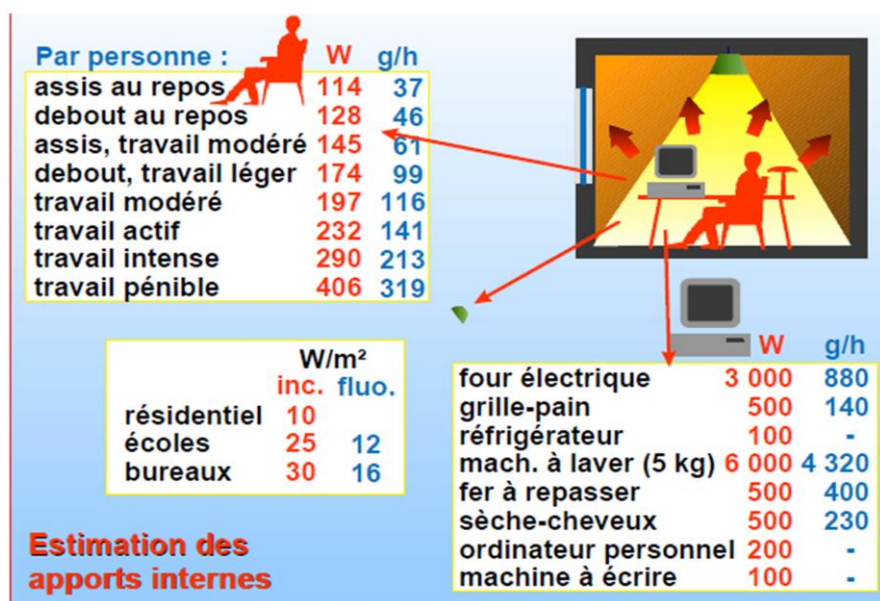 Par personne : W g/h
assis au repos 114 37
debout au repos 128 46
assis, travail modéré 145 61
debout, travail léger 174 99
travail modéré 197 116
travail actif 232 141
travail intense 290 213
travail pénible 406 319
W/m²
inc. fluo.
résidentiel 10
écoles 25 12
bureaux 30 16
W g/h
four électrique 3 000 880
grille-pain 500 140
réfrigérateur 100 -
mach. à laver (5 kg) 6 000 4 320
fer à repasser 500 400
sèche-cheveux 500 230
ordinateur personnel 200 -
machine à écrire 100 -
Estimation des
apports internes